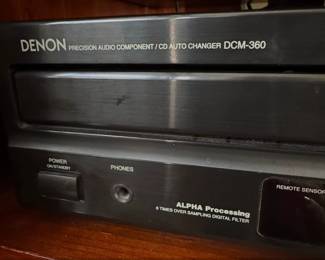 DENON PRECISION AUDIO COMPONENT / CD AUTO CHANGER DCM-360
POWER
ON/STANDBY
PHONES
REMOTE SENSOR
ALPHA Processing
8 TIMES OVER SAMPLING DIGITAL FILTER